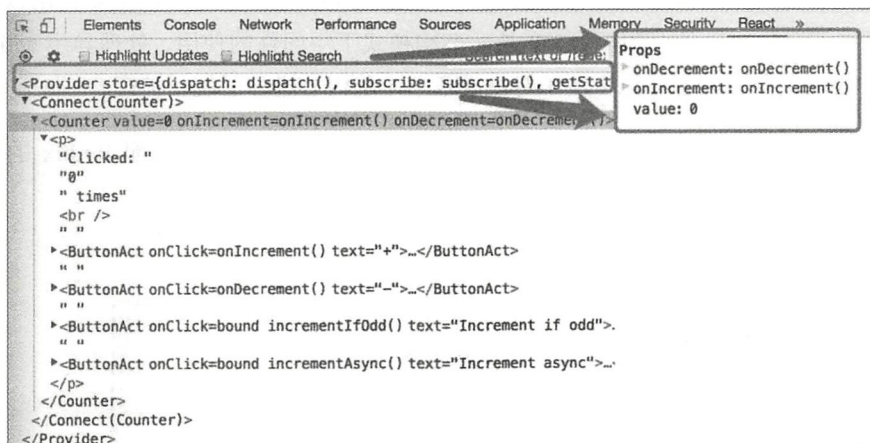 Elements Console Network Performance Sources Application Memory Security React »
Highlight Updates Highlight Search
Props
onDecrement: onDecrement()
onIncrement: onIncrement()
value: 0
▼<Provider store={dispatch: dispatch(), subscribe: subscribe(), getStat
▼<Connect(Counter)>
▼<Counter value=0 onIncrement=onIncrement() onDecrement=onDecrement()>
▼<p>
"Clicked: "
"0"
" times"
<br />
" "
▶<ButtonAct onClick=onIncrement() text="+">…</ButtonAct>
" "
▶<ButtonAct onClick=onDecrement() text="−">…</ButtonAct>
" "
▶<ButtonAct onClick=bound incrementIfOdd() text="Increment if odd">.
" "
▶<ButtonAct onClick=bound incrementAsync() text="Increment async">…
</p>
</Counter>
</Connect(Counter)>
</Provider>